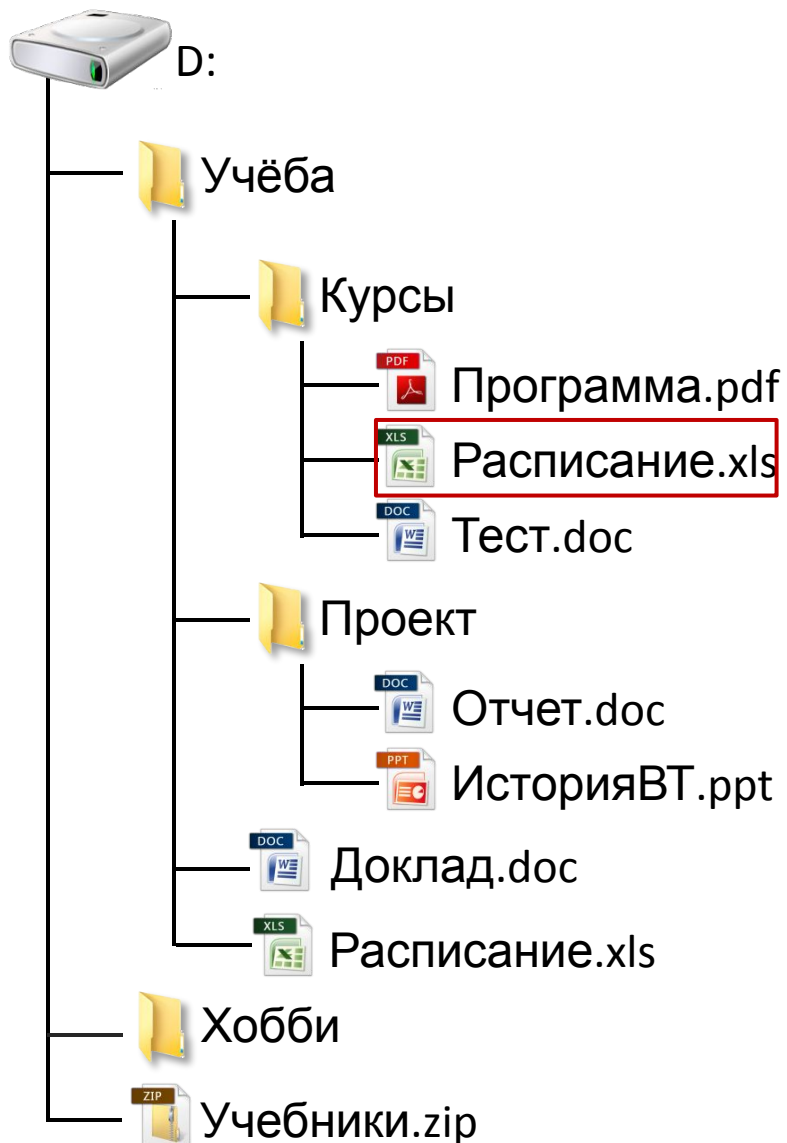 D:
Учёба
Курсы
PDF Программа.pdf
XLS Расписание.xls
DOC Тест.doc
Проект
DOC Отчет.doc
PPT ИсторияВТ.ppt
DOC Доклад.doc
XLS Расписание.xls
Хобби
ZIP Учебники.zip